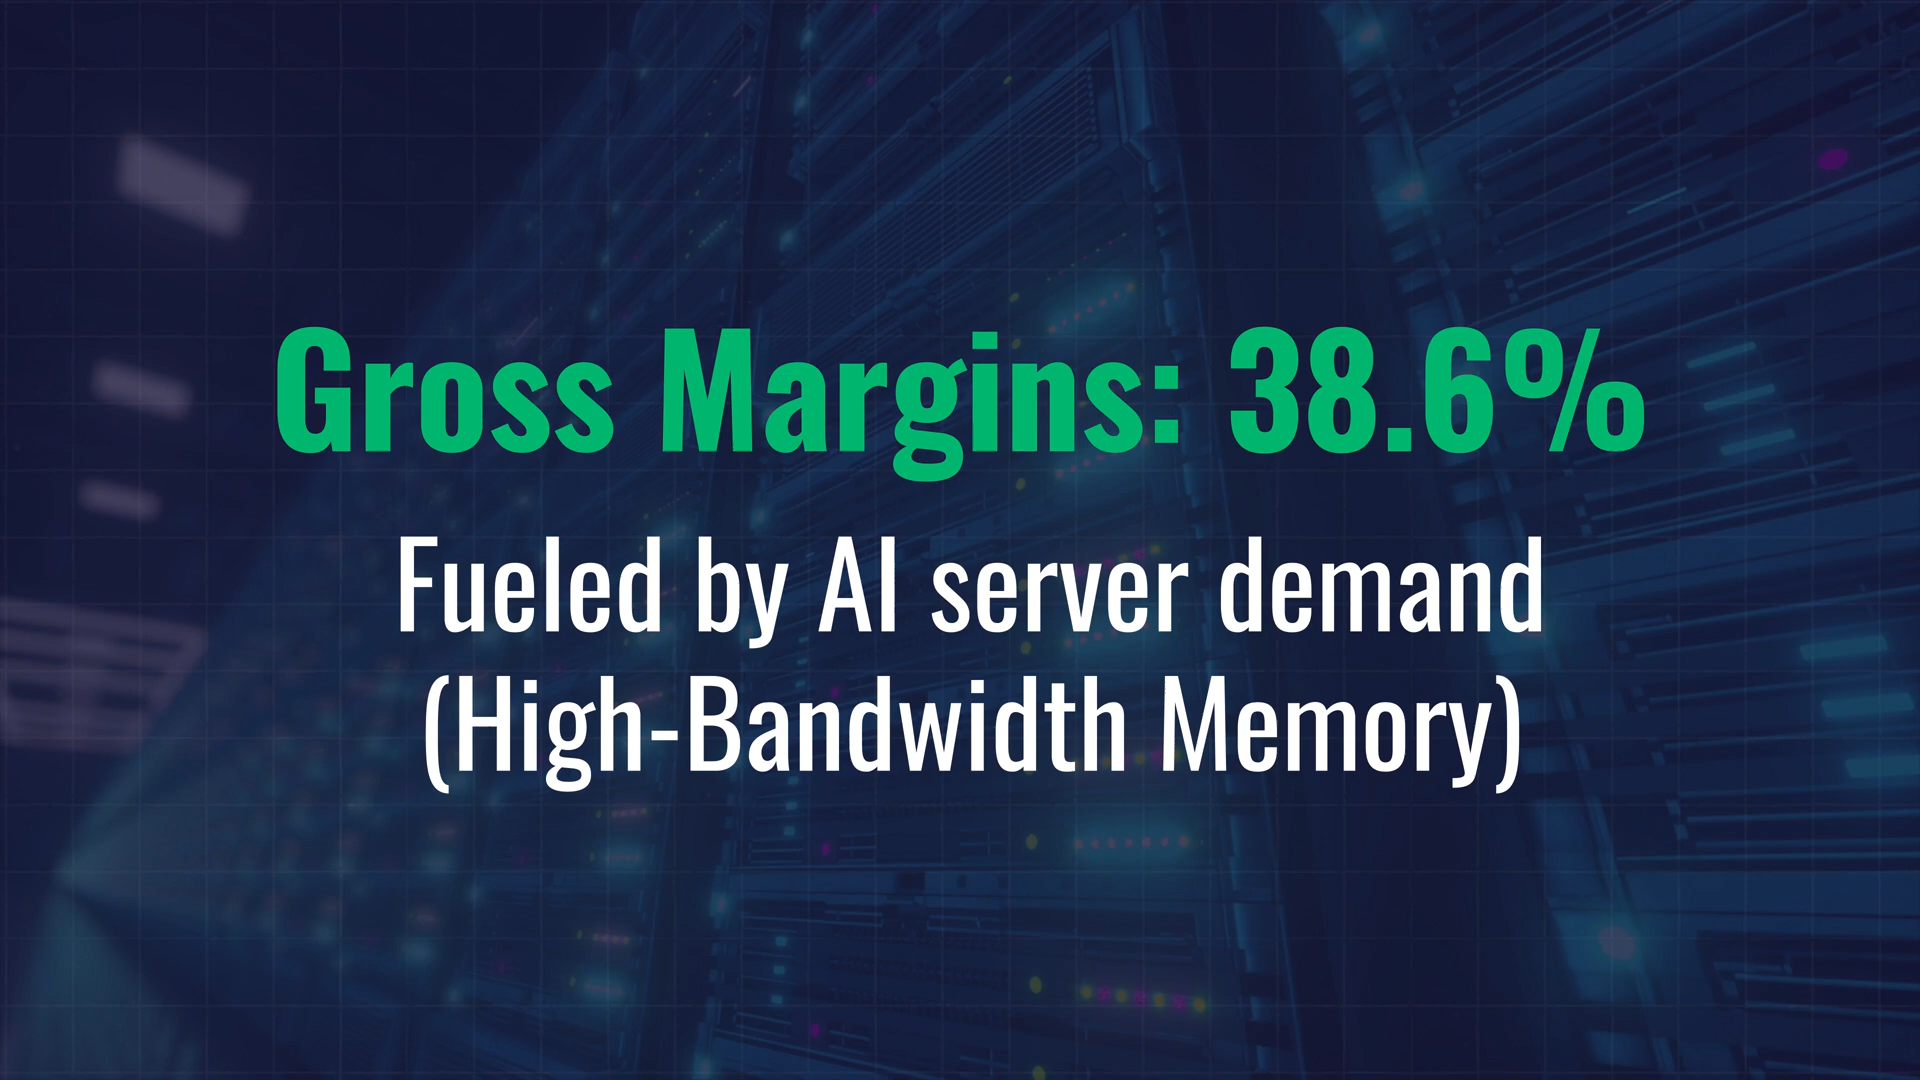 Gross Margins: 38.6%
Fueled by AI server demand
(High-Bandwidth Memory)